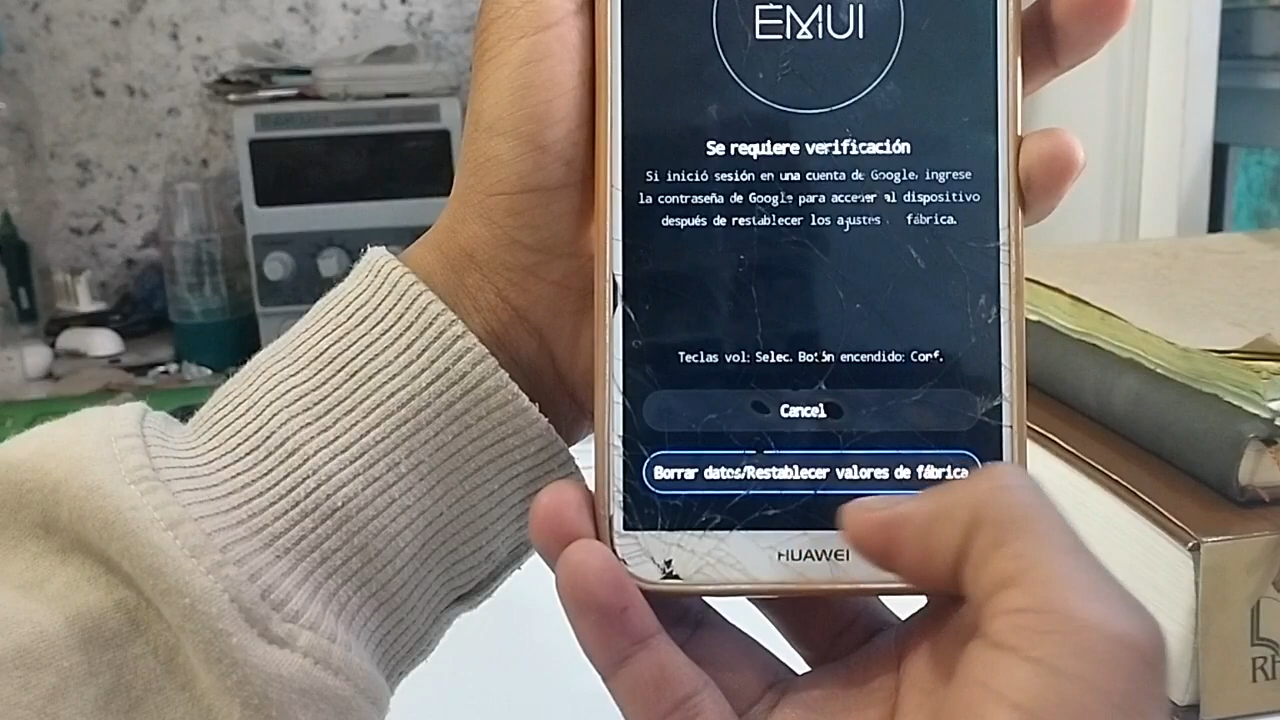 EMUI
Se requiere verificación
Si inició sesión en una cuenta de Google, ingrese
la contraseña de Google para acceder al dispositivo
después de restablecer los ajustes fábrica.
Teclas vol: Selec. Botón encendido: Conf.
Cancel
Borrar datos/Restablecer valores de fábrica
HUAWEI